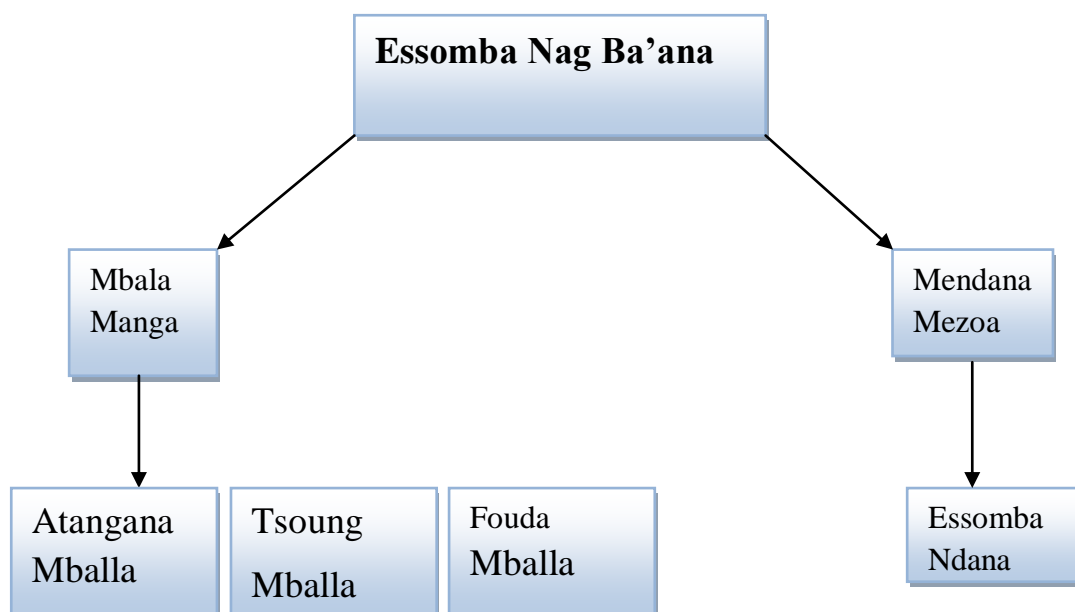 Essomba Nag Ba’ana
Mbala
Manga
Mendana
Mezoa
Atangana
Mballa
Tsoung
Mballa
Fouda
Mballa
Essomba
Ndana